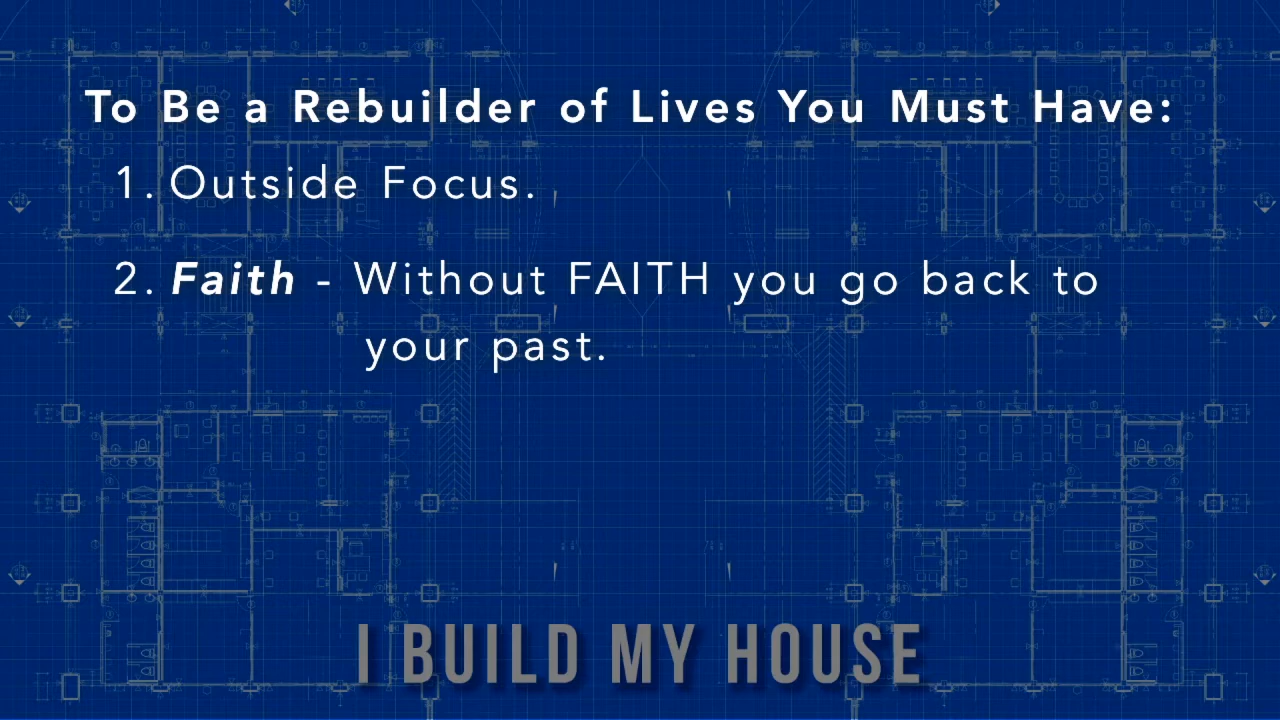 To Be a Rebuilder of Lives You Must Have:
1. Outside Focus.
2. Faith - Without FAITH you go back to
your past.
I BUILD MY HOUSE